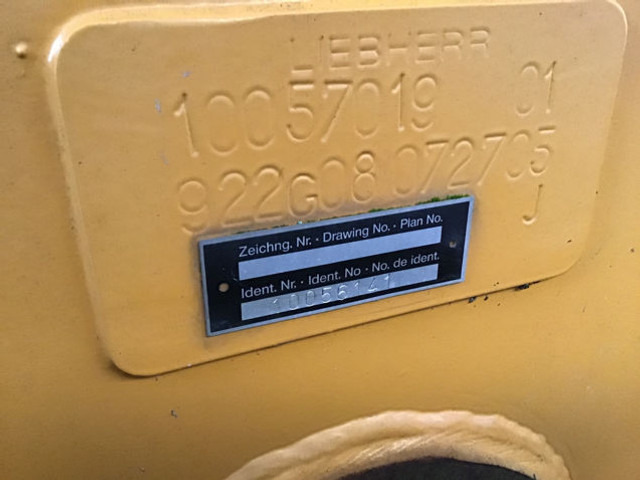 LIEBHERR
10057019 01
922G08 072705
J
Zeichng. Nr. · Drawing No. · Plan No.
Ident. Nr. · Ident. No · No. de ident.
10056141